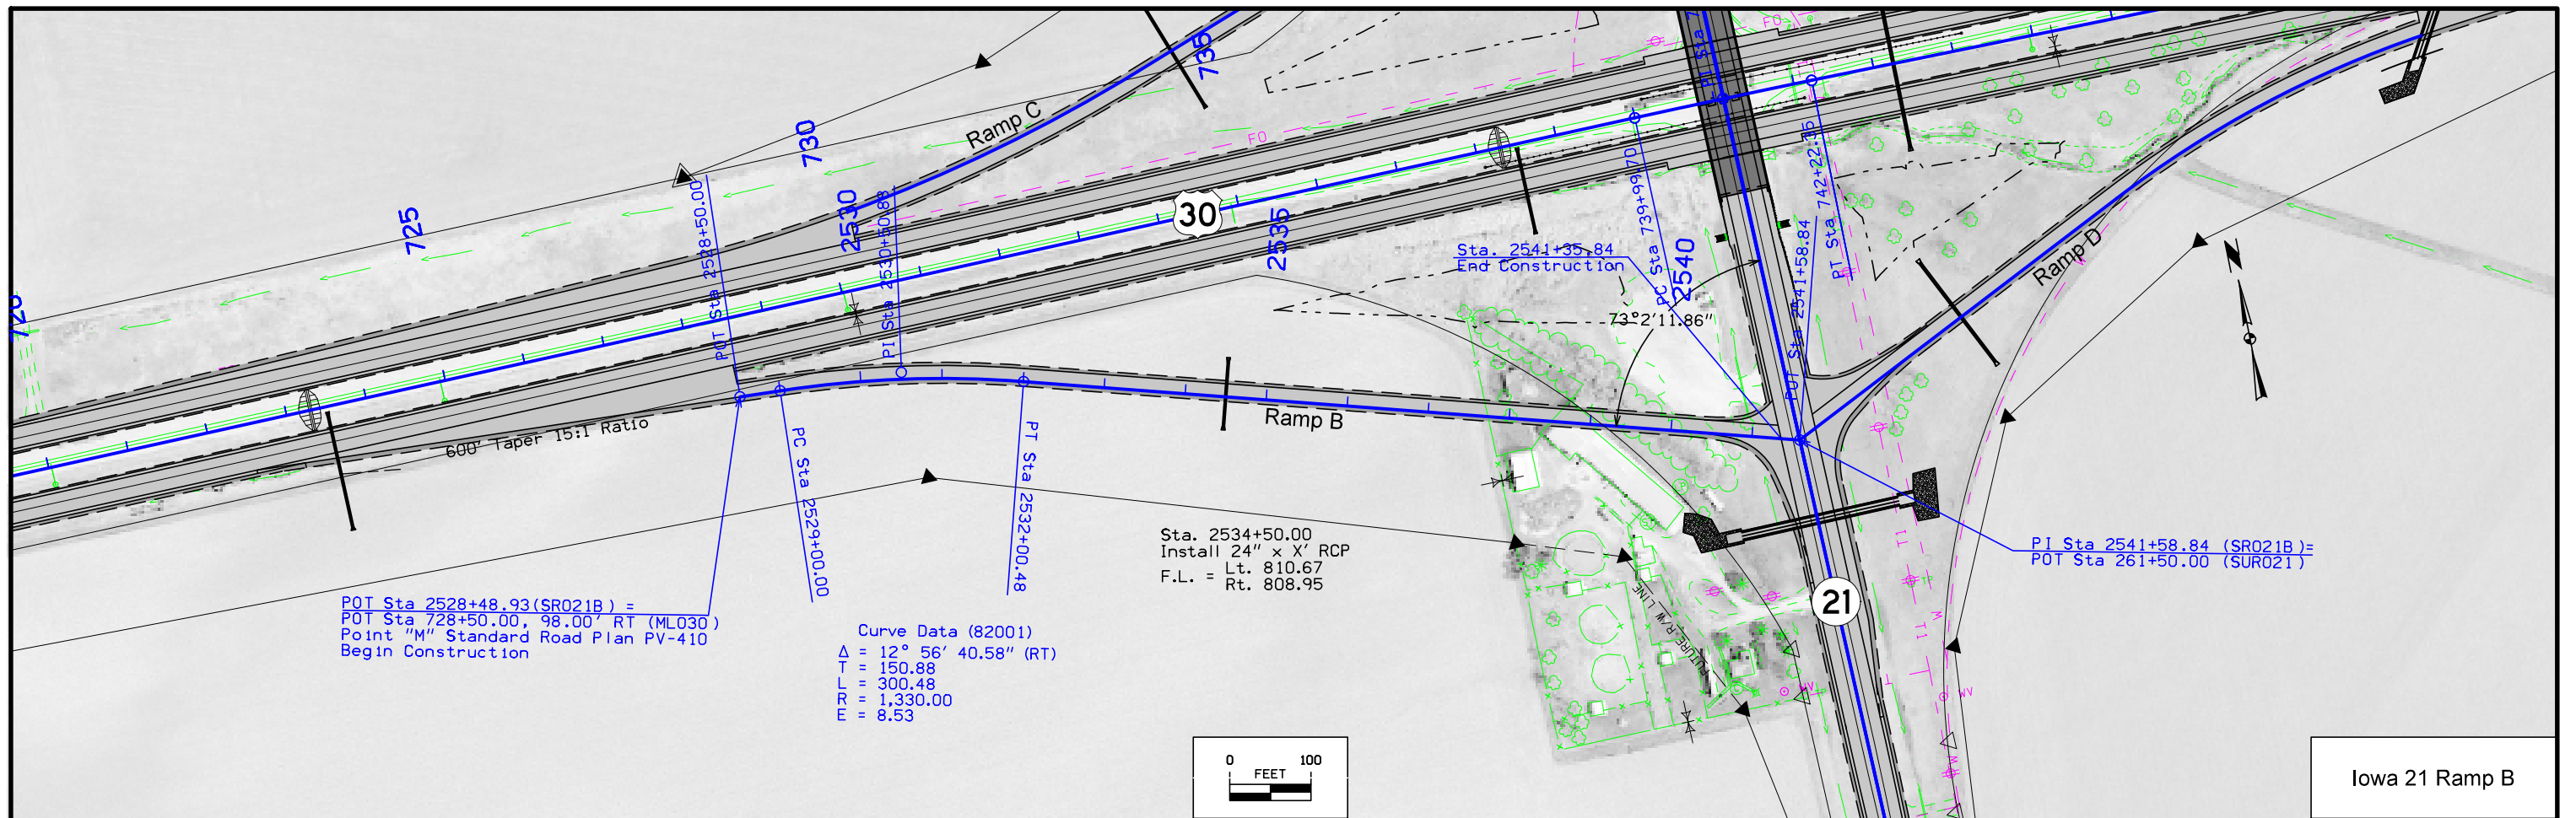 735
FO
PI Sta
FO
Ramp C
730
725
720
2530
2535
2540
30
POT Sta 2528+50.00
PI Sta 2530+50.88
PC Sta 739+99.70
PT Sta 742+22.35
POT Sta 2541+58.84
Sta. 2541+35.84
End Construction
73°2'11.86"
Ramp D
W
600' Taper 15:1 Ratio
Ramp B
PC Sta 2529+00.00
PT Sta 2532+00.48
Sta. 2534+50.00
Install 24" x X' RCP
F.L. = Lt. 810.67
Rt. 808.95
POT Sta 2528+48.93(SR021B) =
POT Sta 728+50.00, 98.00' RT (ML030)
Point "M" Standard Road Plan PV-410
Begin Construction
Curve Data (82001)
Δ = 12° 56' 40.58" (RT)
T = 150.88
L = 300.48
R = 1,330.00
E = 8.53
PI Sta 2541+58.84 (SR021B)=
POT Sta 261+50.00 (SUR021)
21
FUTURE R/W LINE
T1
W
T1
T
WV
WV
W
0 100
FEET
Iowa 21 Ramp B